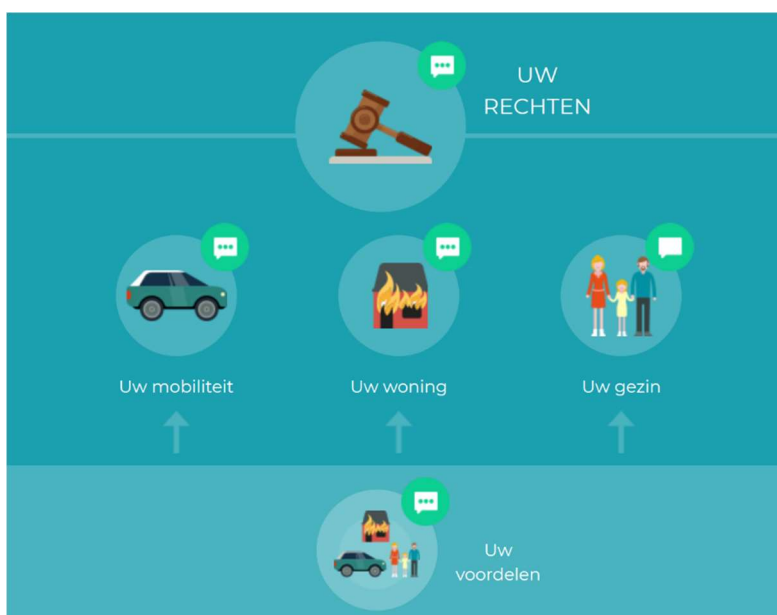 UW
RECHTEN
Uw mobiliteit
Uw woning
Uw gezin
Uw
voordelen